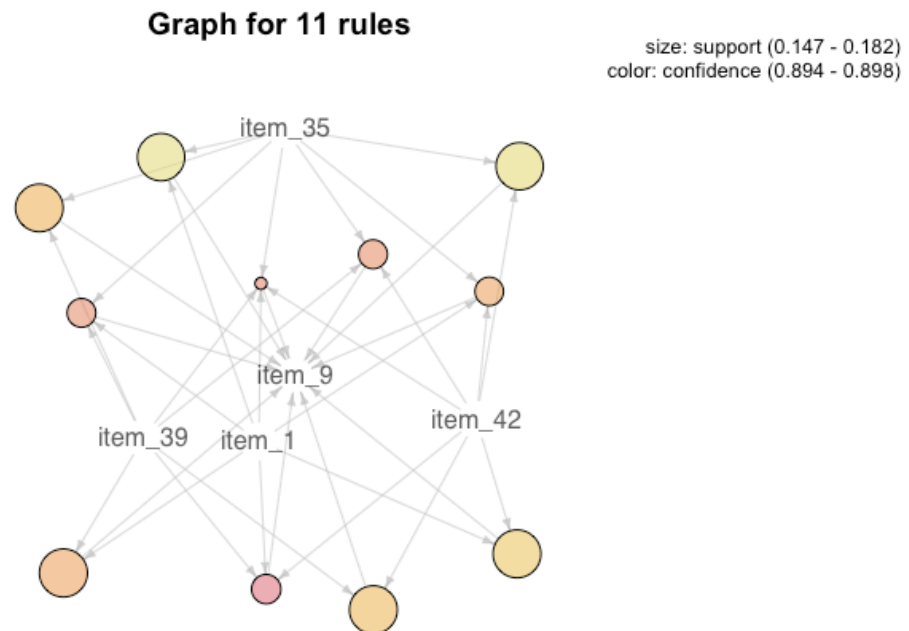 Graph for 11 rules
size: support (0.147 - 0.182)
color: confidence (0.894 - 0.898)
item_35
item_9
item_42
item_39
item_1